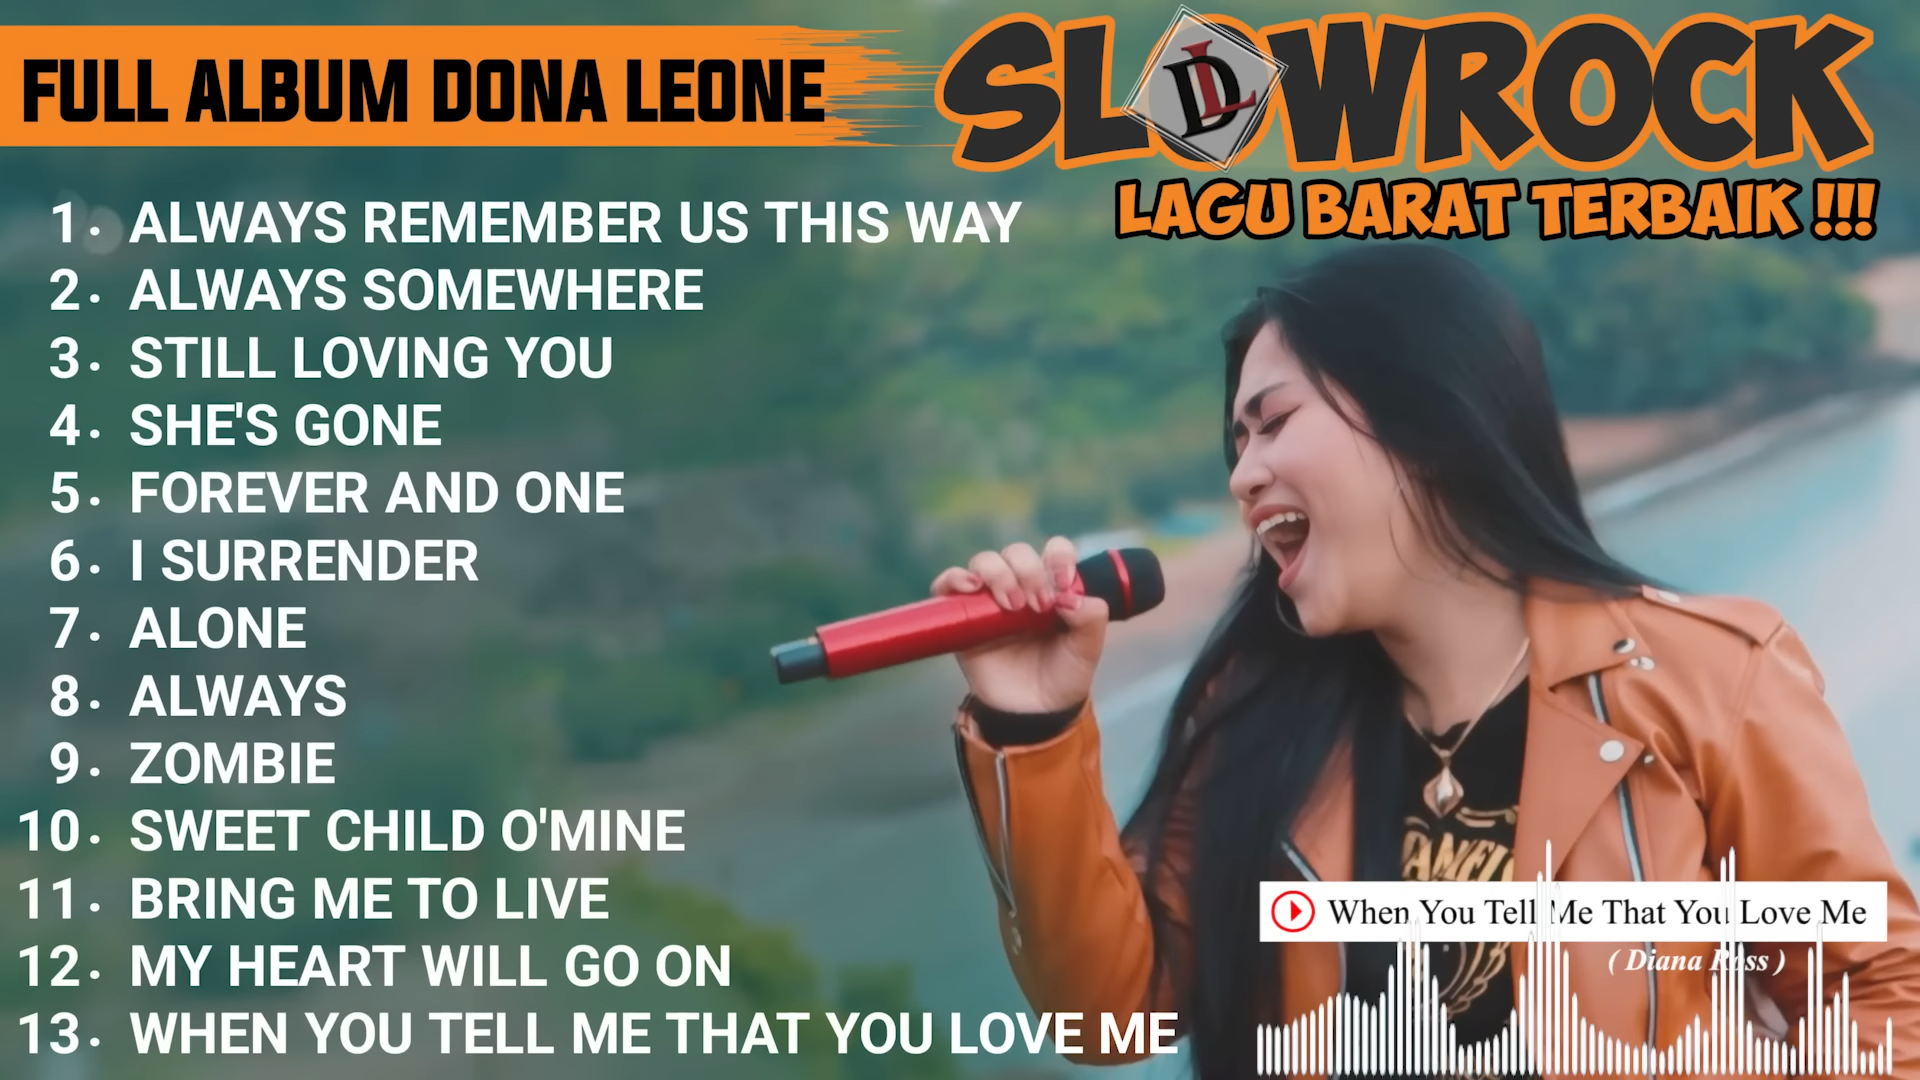 FULL ALBUM DONA LEONE
SLOWROCK
DL
LAGU BARAT TERBAIK !!!
1. ALWAYS REMEMBER US THIS WAY
2. ALWAYS SOMEWHERE
3. STILL LOVING YOU
4. SHE'S GONE
5. FOREVER AND ONE
6. I SURRENDER
7. ALONE
8. ALWAYS
9. ZOMBIE
10. SWEET CHILD O'MINE
11. BRING ME TO LIVE
12. MY HEART WILL GO ON
13. WHEN YOU TELL ME THAT YOU LOVE ME
When You Tell Me That You Love Me
( Diana Ross )